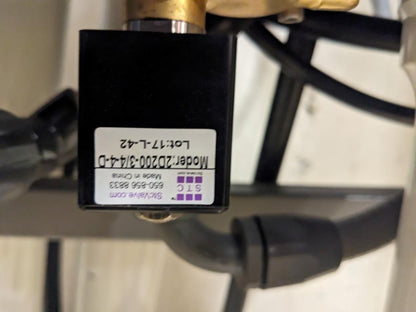 StcValve.com
650-856 8833
Made in China
STC
Model:2D200-3/4-4-D
Lot:17-L-42